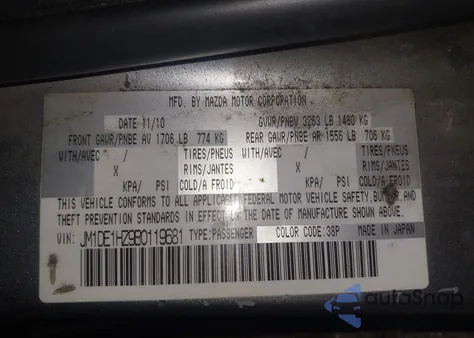 MFD. BY MAZDA MOTOR CORPORATION
DATE 11/10 GVWR/PNBV 3263 LB 1480 KG
FRONT GAWR/PNBE AV 1706 LB 774 KG REAR GAWR/PNBE AR 1556 LB 706 KG
WITH/AVEC / TIRES/PNEUS WITH/AVEC / TIRES/PNEUS
RIMS/JANTES RIMS/JANTES
KPA/ PSI COLD/A FROID KPA/ PSI COLD/A FROID
THIS VEHICLE CONFORMS TO ALL APPLICABLE FEDERAL MOTOR VEHICLE SAFETY, BUMPER, AND
THEFT PREVENTION STANDARDS IN EFFECT ON THE DATE OF MANUFACTURE SHOWN ABOVE.
VIN: JM1DE1HZ9B0119681 TYPE:PASSENGER COLOR CODE:38P MADE IN JAPAN
autoSnap